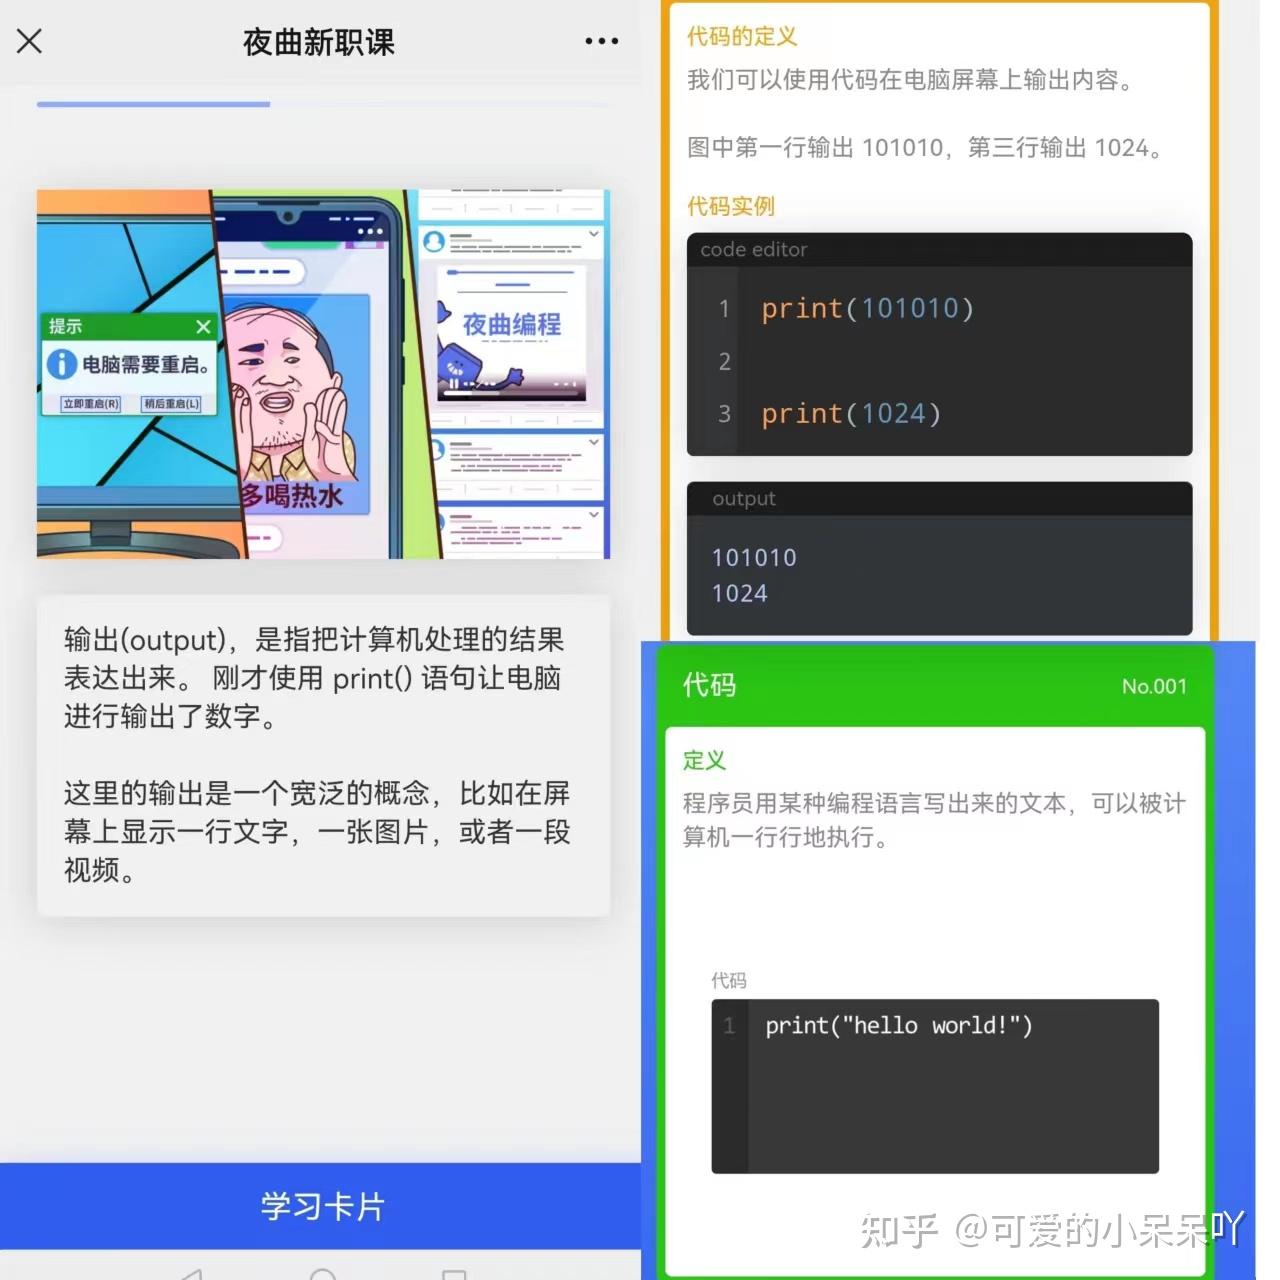 夜曲新职课
提示
电脑需要重启。
立即重启(R) 稍后重启(L)
多喝热水
夜曲编程
输出(output)，是指把计算机处理的结果
表达出来。 刚才使用 print() 语句让电脑
进行输出了数字。
这里的输出是一个宽泛的概念，比如在屏
幕上显示一行文字，一张图片，或者一段
视频。
学习卡片
代码的定义
我们可以使用代码在电脑屏幕上输出内容。
图中第一行输出 101010，第三行输出 1024。
代码实例
code editor
1 print(101010)
2
3 print(1024)
output
101010
1024
代码 No.001
定义
程序员用某种编程语言写出来的文本，可以被计
算机一行行地执行。
代码
1 print("hello world!")
知乎 @可爱的小呆呆吖